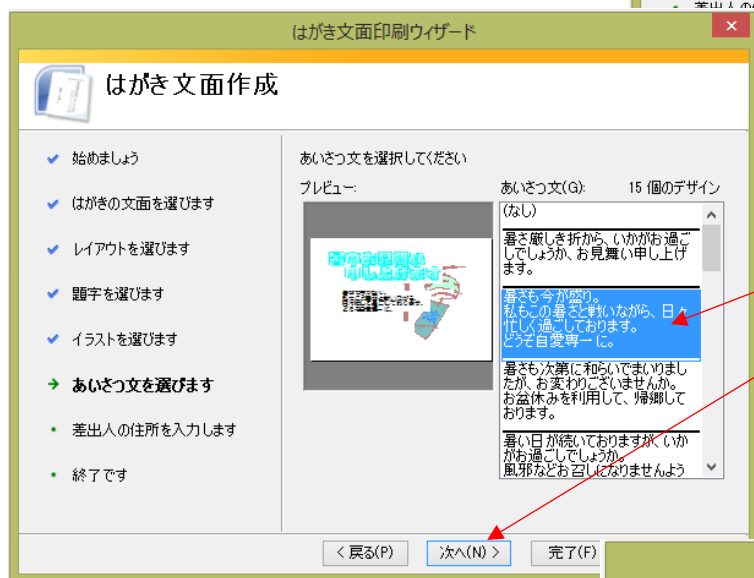 はがき文面印刷ウィザード
はがき文面作成
始めましょう
はがきの文面を選びます
レイアウトを選びます
題字を選びます
イラストを選びます
あいさつ文を選びます
差出人の住所を入力します
終了です
あいさつ文を選択してください
プレビュー:
あいさつ文(G): 15 個のデザイン
(なし)
暑さ厳しき折から、いかがお過ご
しでしょうか、お見舞い申し上げ
ます。
暑さも今が盛り。
私もこの暑さと戦いながら、日々
忙しく過ごしております。
どうぞ自愛専一に。
暑さも次第に和らいでまいりまし
たが、お変わりございませんか。
お盆休みを利用して、帰郷して
おります。
暑い日が続いておりますが、いか
がお過ごしでしょうか。
風邪などお召しになりませんよう
< 戻る(P) 次へ(N) > 完了(F)